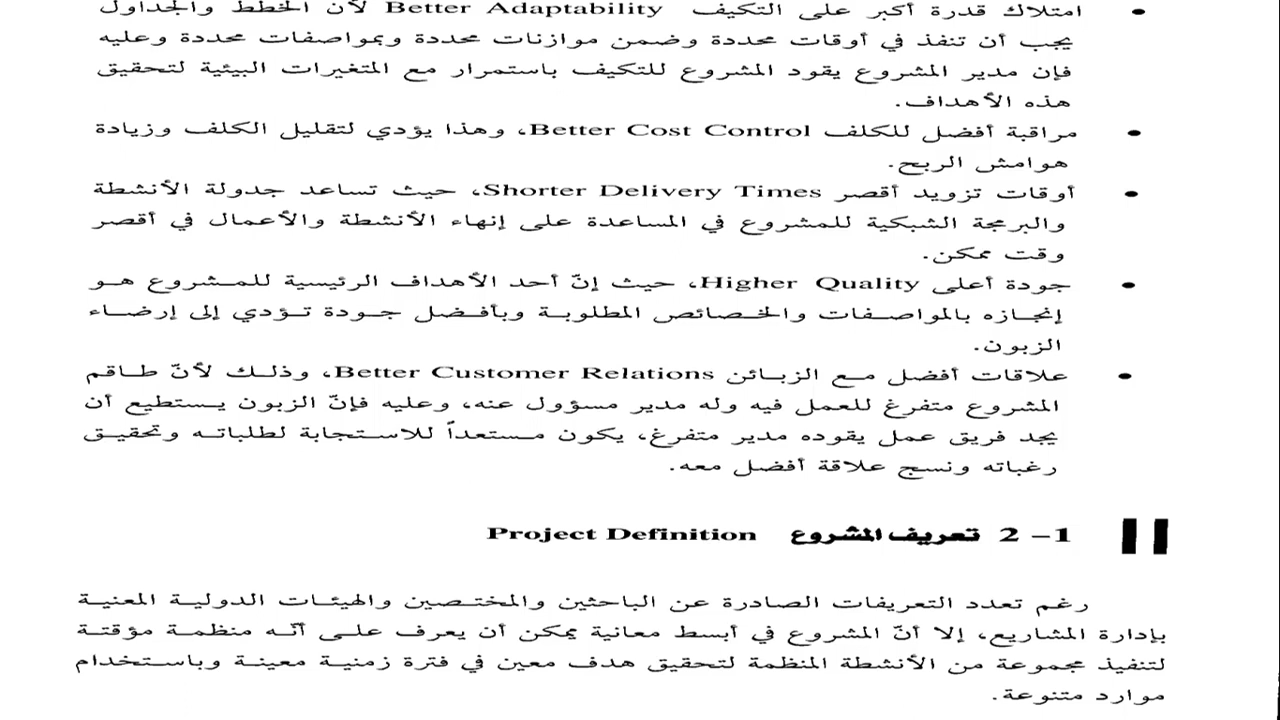 • امتلاك قدرة أكبر على التكيف Better Adaptability لأن الخطط والجداول
يجب أن تنفذ في أوقات محددة وضمن موازنات محددة وبمواصفات محددة وعليه
فإن مدير المشروع يقود المشروع للتكيف باستمرار مع المتغيرات البيئية لتحقيق
هذه الأهداف.
• مراقبة أفضل للكلف Better Cost Control، وهذا يؤدي لتقليل الكلف وزيادة
هوامش الربح.
• أوقات تزويد أقصر Shorter Delivery Times، حيث تساعد جدولة الأنشطة
والبرمجة الشبكية للمشروع في المساعدة على إنهاء الأنشطة والأعمال في أقصر
وقت ممكن.
• جودة أعلى Higher Quality، حيث إنّ أحد الأهداف الرئيسية للمشروع هو
إنجازه بالمواصفات والخصائص المطلوبة وبأفضل جودة تؤدي إلى إرضاء
الزبون.
• علاقات أفضل مع الزبائن Better Customer Relations، وذلك لأنّ طاقم
المشروع متفرغ للعمل فيه وله مدير مسؤول عنه، وعليه فإنّ الزبون يستطيع أن
يجد فريق عمل يقوده مدير متفرغ، يكون مستعداً للاستجابة لطلباته وتحقيق
رغباته ونسج علاقة أفضل معه.
1– 2 تعريف المشروع Project Definition
رغم تعدد التعريفات الصادرة عن الباحثين والمختصين والهيئات الدولية المعنية
بإدارة المشاريع، إلا أنّ المشروع في أبسط معانية يمكن أن يعرف على أنّه منظمة مؤقتة
لتنفيذ مجموعة من الأنشطة المنظمة لتحقيق هدف معين في فترة زمنية معينة وباستخدام
موارد متنوعة.